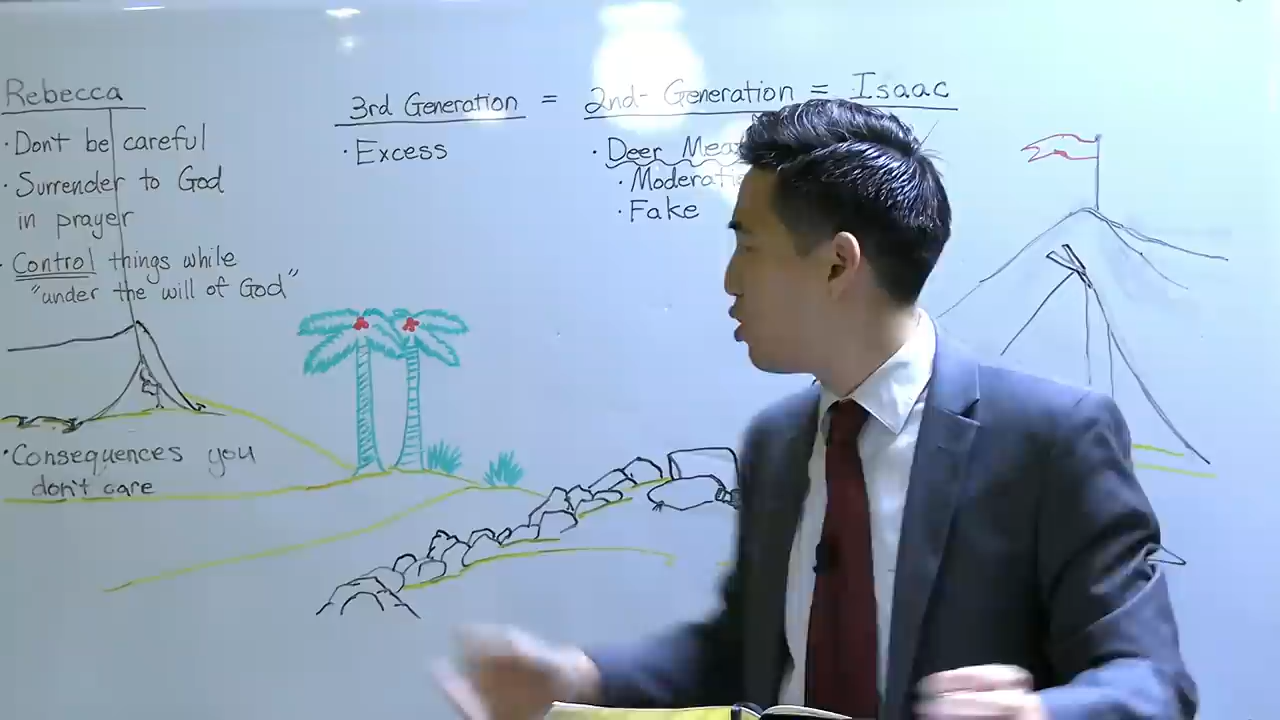 Rebecca
· Don't be careful
· Surrender to God
in prayer
· Control things while
"under the will of God"
· Consequences you
don't care
3rd Generation = 2nd- Generation = Isaac
· Excess
· Deer
· Fake